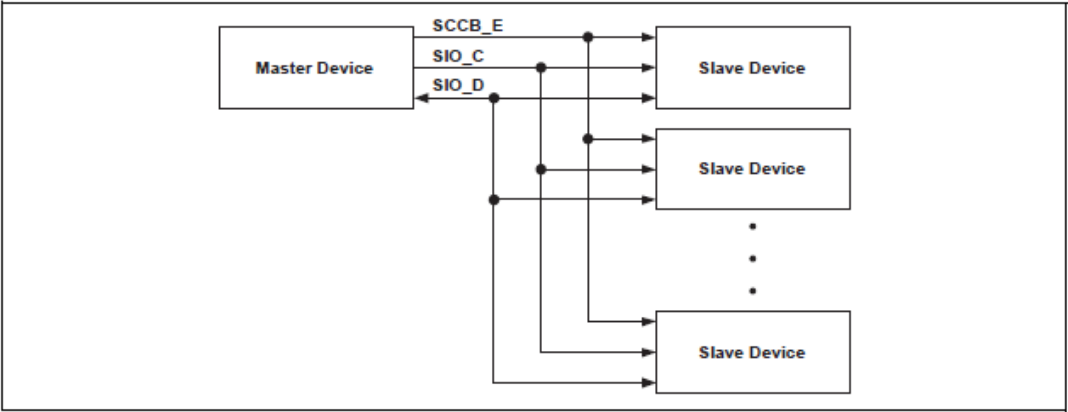 SCCB_E
SIO_C
SIO_D
Master Device
Slave Device
Slave Device
Slave Device